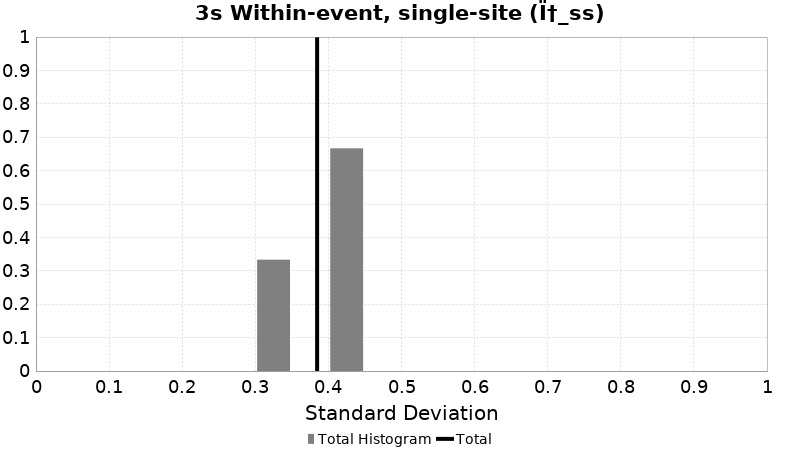 3s Within-event, single-site (Ï†_ss)
1
0.9
0.8
0.7
0.6
0.5
0.4
0.3
0.2
0.1
0
0 0.1 0.2 0.3 0.4 0.5 0.6 0.7 0.8 0.9 1
Standard Deviation
Total Histogram Total